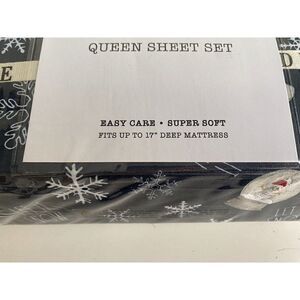 QUEEN SHEET SET
E
D
EASY CARE • SUPER SOFT
FITS UP TO 17" DEEP MATTRESS